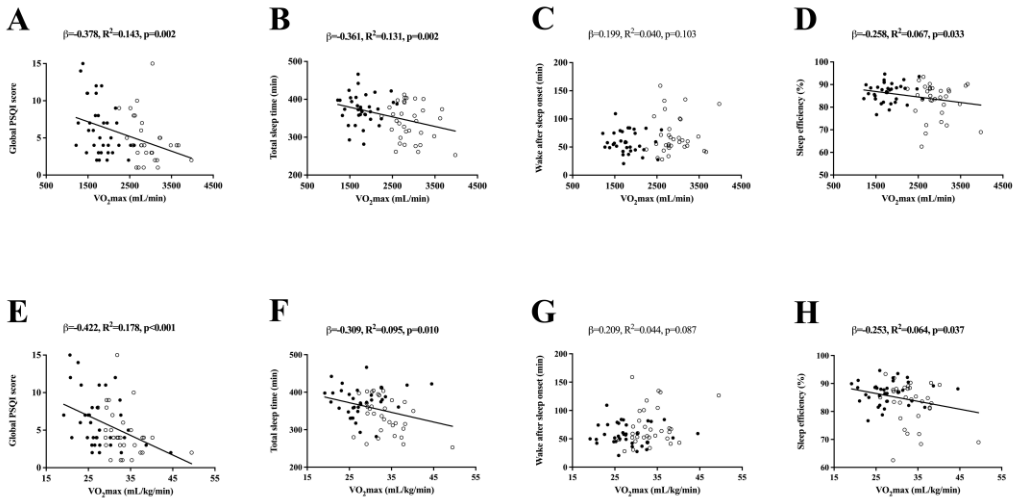 A
β=-0.378, R²=0.143, p=0.002
Global PSQI score
15
10
5
0
500 1500 2500 3500 4500
VO₂max (mL/min)
B
β=-0.361, R²=0.131, p=0.002
Total sleep time (min)
500
400
300
200
500 1500 2500 3500 4500
VO₂max (mL/min)
C
β=0.199, R²=0.040, p=0.103
Wake after sleep onset (min)
200
150
100
50
0
500 1500 2500 3500 4500
VO₂max (mL/min)
D
β=-0.258, R²=0.067, p=0.033
Sleep efficiency (%)
100
90
80
70
60
50
500 1500 2500 3500 4500
VO₂max (mL/min)
E
β=-0.422, R²=0.178, p<0.001
Global PSQI score
15
10
5
0
15 25 35 45 55
VO₂max (mL/kg/min)
F
β=-0.309, R²=0.095, p=0.010
Total sleep time (min)
500
400
300
200
15 25 35 45 55
VO₂max (mL/kg/min)
G
β=0.209, R²=0.044, p=0.087
Wake after sleep onset (min)
200
150
100
50
0
15 25 35 45 55
VO₂max (mL/kg/min)
H
β=-0.253, R²=0.064, p=0.037
Sleep efficiency (%)
100
90
80
70
60
15 25 35 45 55
VO₂max (mL/kg/min)